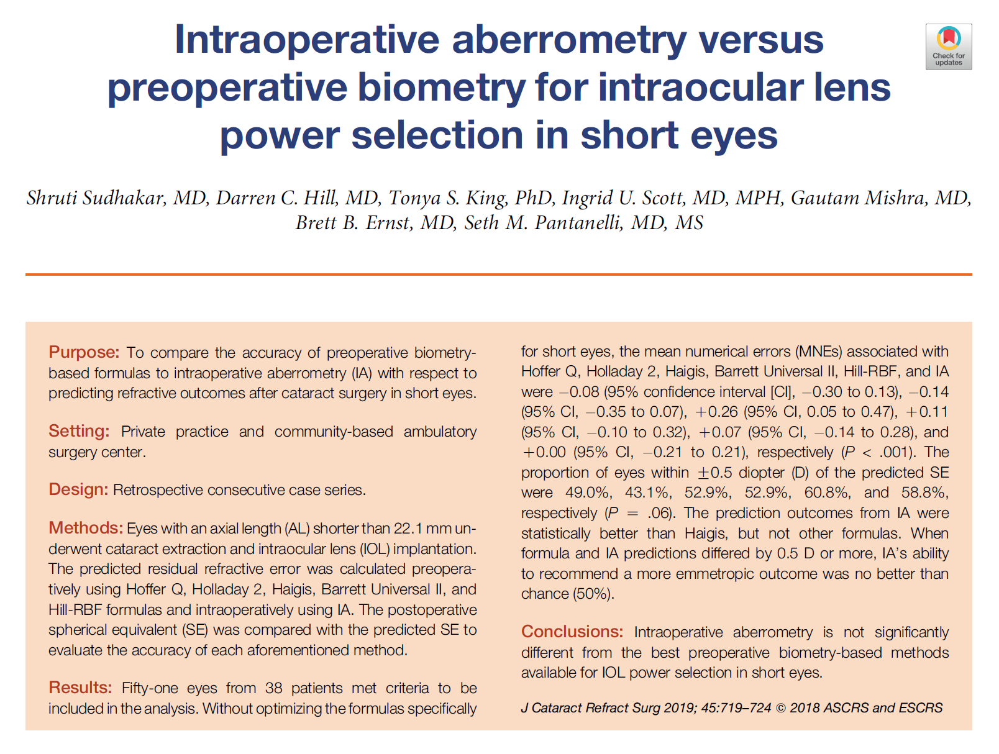 Intraoperative aberrometry versus
preoperative biometry for intraocular lens
power selection in short eyes
Check for
updates
Shruti Sudhakar, MD, Darren C. Hill, MD, Tonya S. King, PhD, Ingrid U. Scott, MD, MPH, Gautam Mishra, MD,
Brett B. Ernst, MD, Seth M. Pantanelli, MD, MS
Purpose: To compare the accuracy of preoperative biometry-
based formulas to intraoperative aberrometry (IA) with respect to
predicting refractive outcomes after cataract surgery in short eyes.
Setting: Private practice and community-based ambulatory
surgery center.
Design: Retrospective consecutive case series.
Methods: Eyes with an axial length (AL) shorter than 22.1 mm un-
derwent cataract extraction and intraocular lens (IOL) implantation.
The predicted residual refractive error was calculated preopera-
tively using Hoffer Q, Holladay 2, Haigis, Barrett Universal II, and
Hill-RBF formulas and intraoperatively using IA. The postoperative
spherical equivalent (SE) was compared with the predicted SE to
evaluate the accuracy of each aforementioned method.
Results: Fifty-one eyes from 38 patients met criteria to be
included in the analysis. Without optimizing the formulas specifically
for short eyes, the mean numerical errors (MNEs) associated with
Hoffer Q, Holladay 2, Haigis, Barrett Universal II, Hill-RBF, and IA
were −0.08 (95% confidence interval [CI], −0.30 to 0.13), −0.14
(95% CI, −0.35 to 0.07), +0.26 (95% CI, 0.05 to 0.47), +0.11
(95% CI, −0.10 to 0.32), +0.07 (95% CI, −0.14 to 0.28), and
+0.00 (95% CI, −0.21 to 0.21), respectively (P < .001). The
proportion of eyes within ±0.5 diopter (D) of the predicted SE
were 49.0%, 43.1%, 52.9%, 52.9%, 60.8%, and 58.8%,
respectively (P = .06). The prediction outcomes from IA were
statistically better than Haigis, but not other formulas. When
formula and IA predictions differed by 0.5 D or more, IA's ability
to recommend a more emmetropic outcome was no better than
chance (50%).
Conclusions: Intraoperative aberrometry is not significantly
different from the best preoperative biometry-based methods
available for IOL power selection in short eyes.
J Cataract Refract Surg 2019; 45:719–724 © 2018 ASCRS and ESCRS